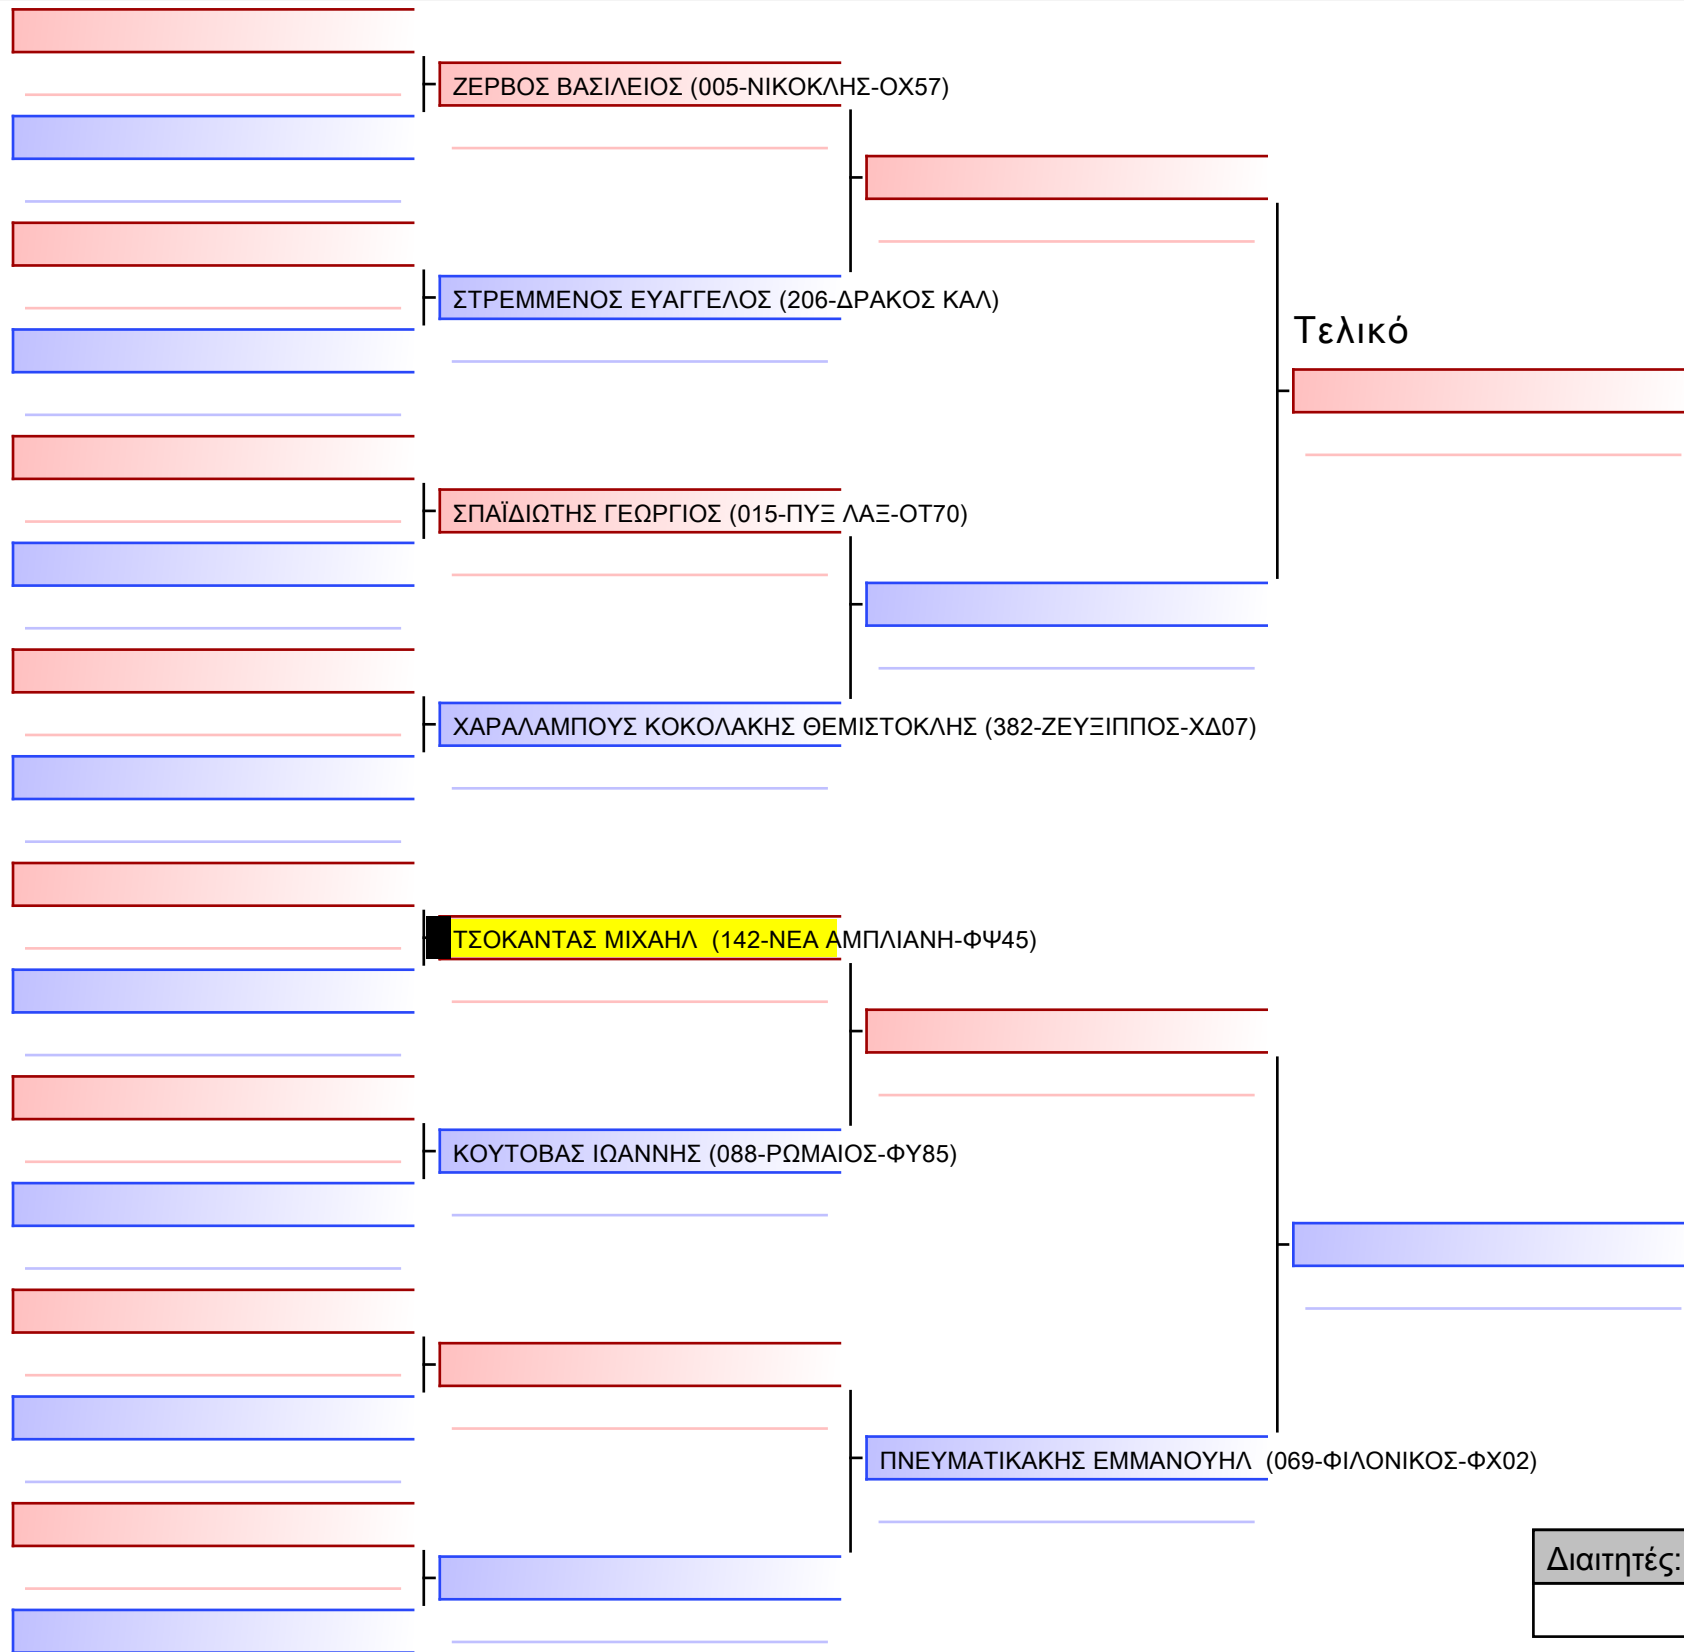 ΖΕΡΒΟΣ ΒΑΣΙΛΕΙΟΣ (005-ΝΙΚΟΚΛΗΣ-ΟΧ57)
ΣΤΡΕΜΜΕΝΟΣ ΕΥΑΓΓΕΛΟΣ (206-ΔΡΑΚΟΣ ΚΑΛ)
Τελικό
ΣΠΑΪΔΙΩΤΗΣ ΓΕΩΡΓΙΟΣ (015-ΠΥΞ ΛΑΞ-ΟΤ70)
ΧΑΡΑΛΑΜΠΟΥΣ ΚΟΚΟΛΑΚΗΣ ΘΕΜΙΣΤΟΚΛΗΣ (382-ΖΕΥΞΙΠΠΟΣ-ΧΔ07)
ΤΣΟΚΑΝΤΑΣ ΜΙΧΑΗΛ (142-ΝΕΑ ΑΜΠΛΙΑΝΗ-ΦΨ45)
ΚΟΥΤΟΒΑΣ ΙΩΑΝΝΗΣ (088-ΡΩΜΑΙΟΣ-ΦΥ85)
ΠΝΕΥΜΑΤΙΚΑΚΗΣ ΕΜΜΑΝΟΥΗΛ (069-ΦΙΛΟΝΙΚΟΣ-ΦΧ02)
Διαιτητές: